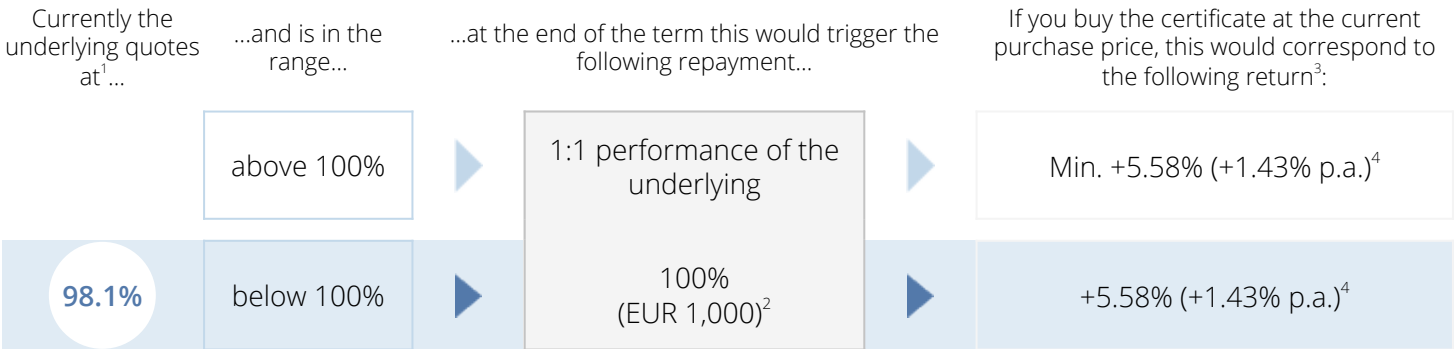 Currently the
underlying quotes
at¹...
...and is in the
range...
...at the end of the term this would trigger the
following repayment...
If you buy the certificate at the current
purchase price, this would correspond to
the following return³:
above 100%
1:1 performance of the
underlying
Min. +5.58% (+1.43% p.a.)⁴
98.1%
below 100%
100%
(EUR 1,000)²
+5.58% (+1.43% p.a.)⁴